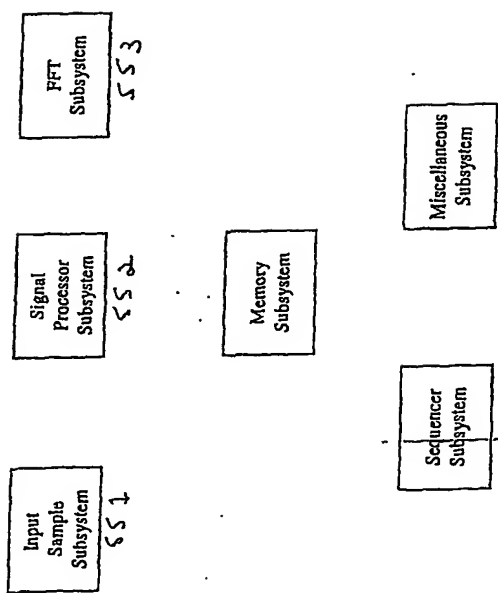 Input
Sample
Subsystem
551
Signal
Processor
Subsystem
552
FFT
Subsystem
553
Memory
Subsystem
Sequencer
Subsystem
Miscellaneous
Subsystem